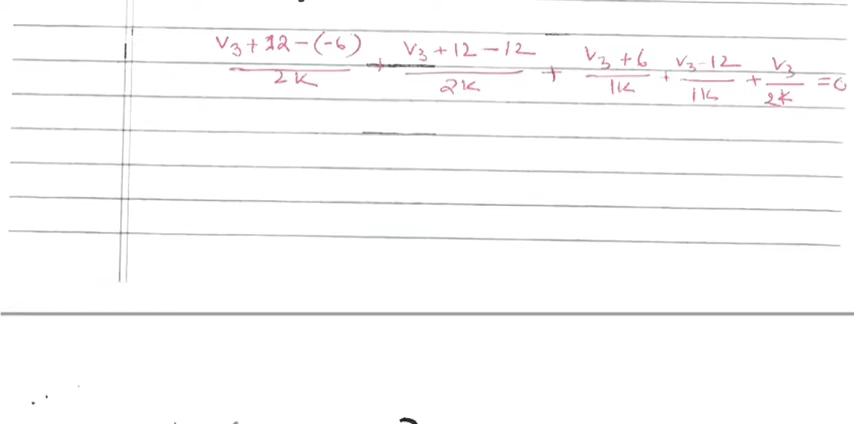 V3+12-(-6)/2K + V3+12-12/2K + V3+6/1K + V3-12/1K + V3/2K =0